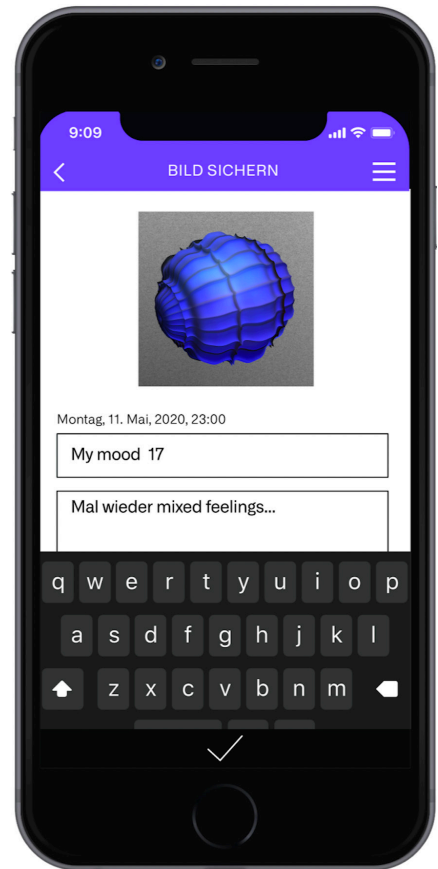 9:09
BILD SICHERN
Montag, 11. Mai, 2020, 23:00
My mood 17
Mal wieder mixed feelings...
q w e r t y u i o p
a s d f g h j k l
z x c v b n m